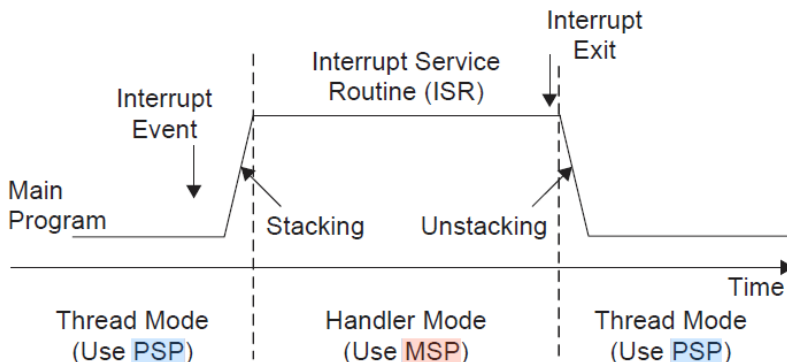 Interrupt
Exit
Interrupt Service
Routine (ISR)
Interrupt
Event
Main
Program
Stacking
Unstacking
Time
Thread Mode
(Use PSP)
Handler Mode
(Use MSP)
Thread Mode
(Use PSP)